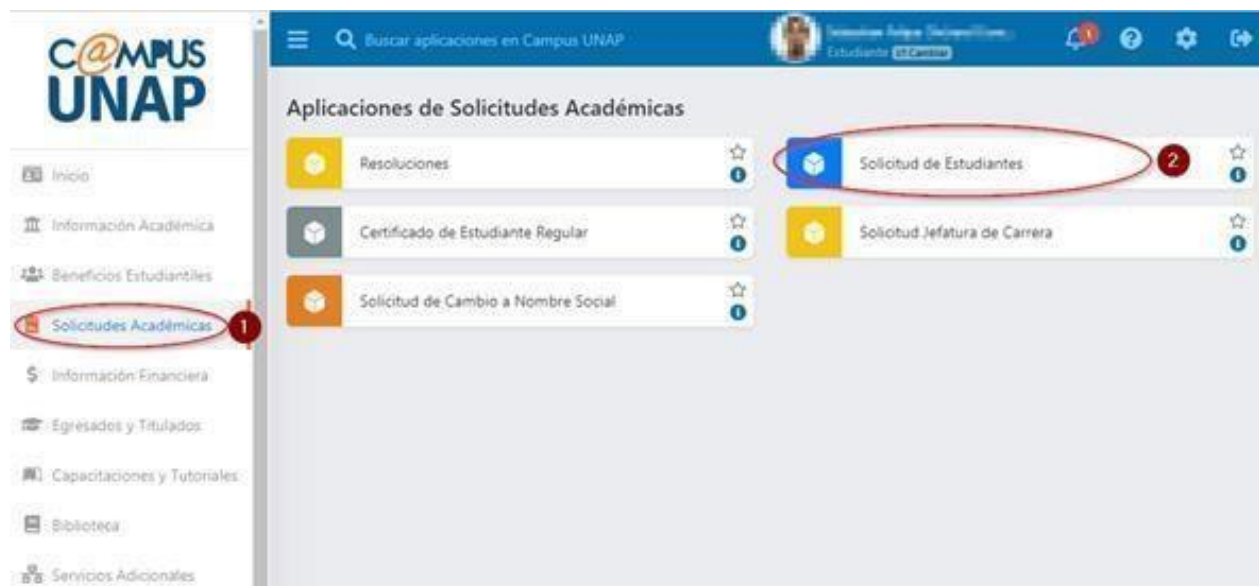 C@MPUS
UNAP
Buscar aplicaciones en Campus UNAP
Estudiante Cambiar
Inicio
Información Académica
Beneficios Estudiantiles
Solicitudes Académicas
1
Información Financiera
Egresados y Titulados
Capacitaciones y Tutoriales
Biblioteca
Servicios Adicionales
Aplicaciones de Solicitudes Académicas
Resoluciones
Solicitud de Estudiantes
2
Certificado de Estudiante Regular
Solicitud Jefatura de Carrera
Solicitud de Cambio a Nombre Social